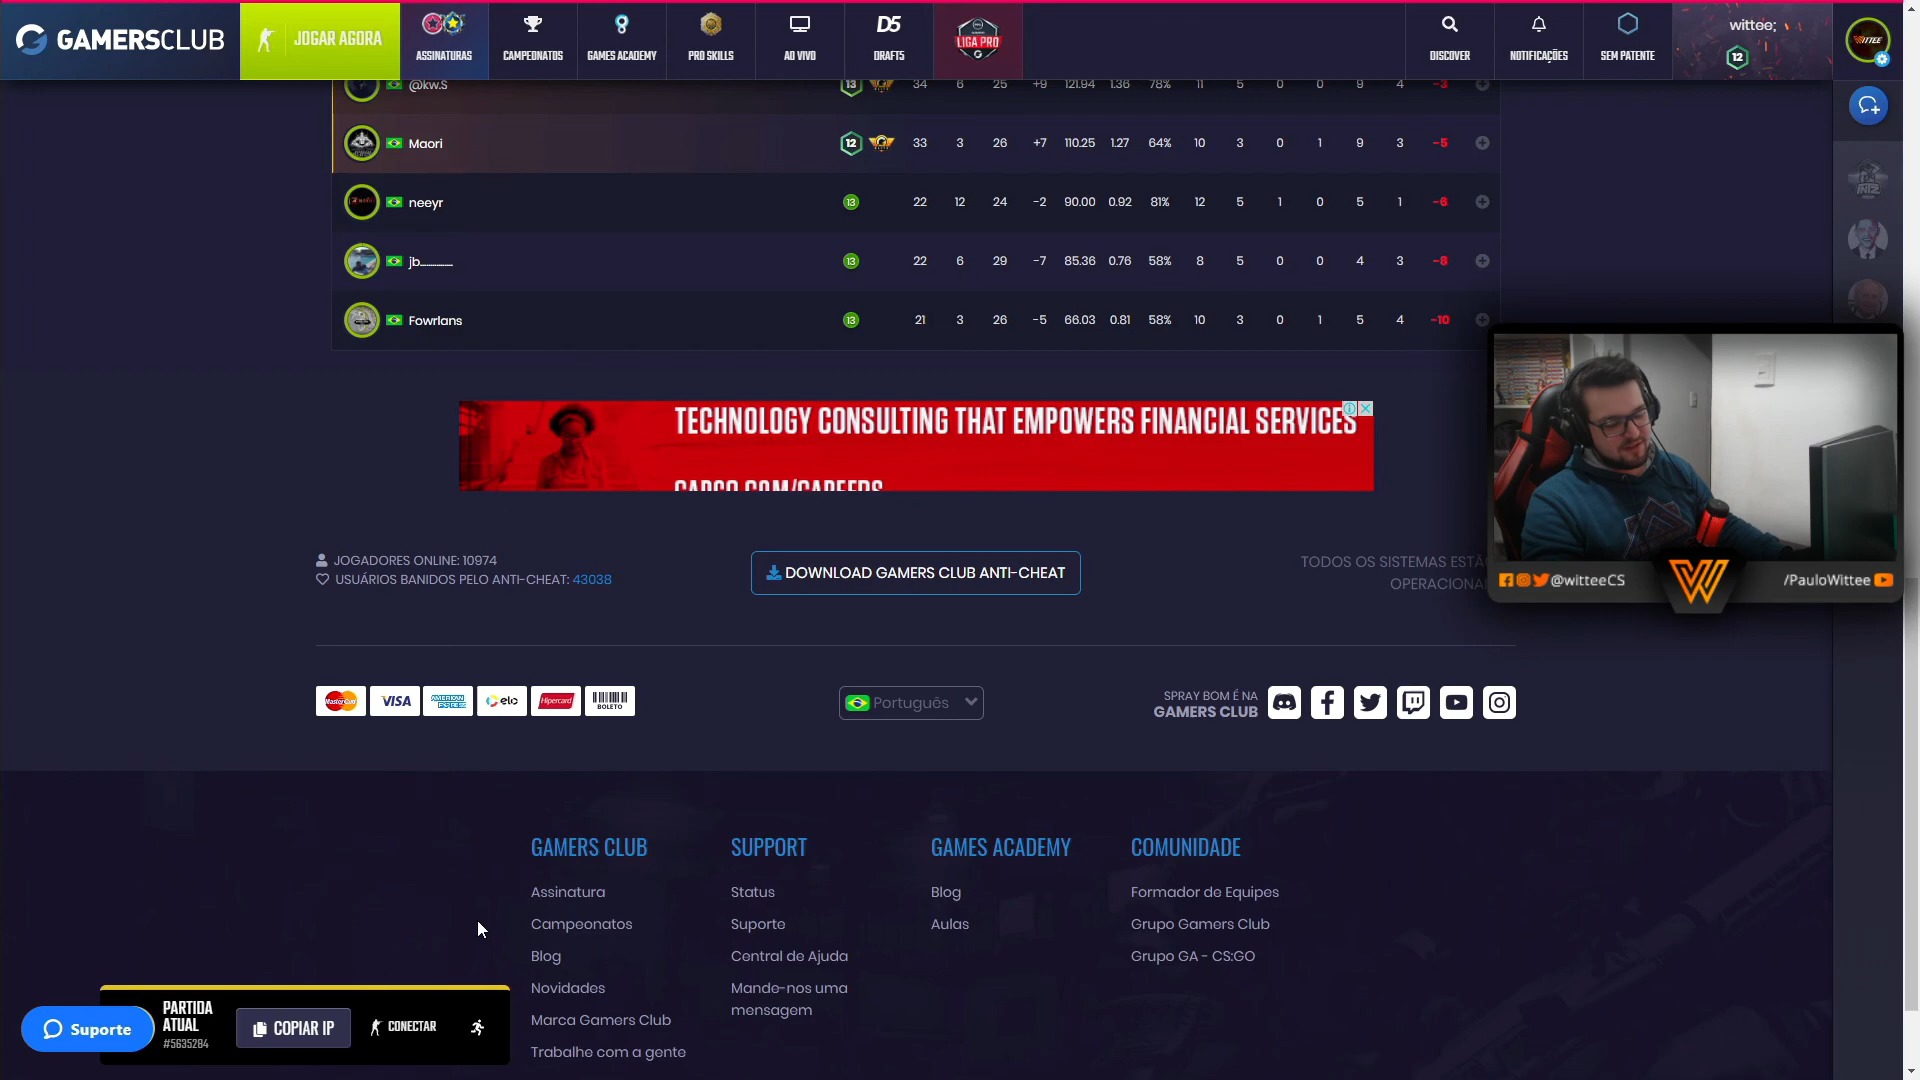 GAMERSCLUB
JOGAR AGORA
ASSINATURAS
CAMPEONATOS
GAMES ACADEMY
PRO SKILLS
AO VIVO
D5
DRAFT5
LIGA PRO
DISCOVER
NOTIFICAÇÕES
SEM PATENTE
wittee;
12
WITTEE
@kw.S 13 34 6 25 +9 121.94 1.36 78% 11 5 0 0 9 4 -3
Maori 12 33 3 26 +7 110.25 1.27 64% 10 3 0 1 9 3 -5
neeyr 13 22 12 24 -2 90.00 0.92 81% 12 5 1 0 5 1 -6
jb.............. 13 22 6 29 -7 85.36 0.76 58% 8 5 0 0 4 3 -8
Fowrlans 13 21 3 26 -5 66.03 0.81 58% 10 3 0 1 5 4 -10
INTZ
TECHNOLOGY CONSULTING THAT EMPOWERS FINANCIAL SERVICES
CAPCO.COM/CAREERS
@witteeCS
/PauloWittee
JOGADORES ONLINE: 10974
USUÁRIOS BANIDOS PELO ANTI-CHEAT: 43038
DOWNLOAD GAMERS CLUB ANTI-CHEAT
TODOS OS SISTEMAS ESTÃ
OPERACIONA
MasterCard
VISA
AMERICAN EXPRESS
elo
Hipercard
BOLETO
Português
SPRAY BOM É NA
GAMERS CLUB
GAMERS CLUB
Assinatura
Campeonatos
Blog
Novidades
Marca Gamers Club
Trabalhe com a gente
SUPPORT
Status
Suporte
Central de Ajuda
Mande-nos uma
mensagem
GAMES ACADEMY
Blog
Aulas
COMUNIDADE
Formador de Equipes
Grupo Gamers Club
Grupo GA - CS:GO
Suporte
PARTIDA
ATUAL
#5635284
COPIAR IP
CONECTAR